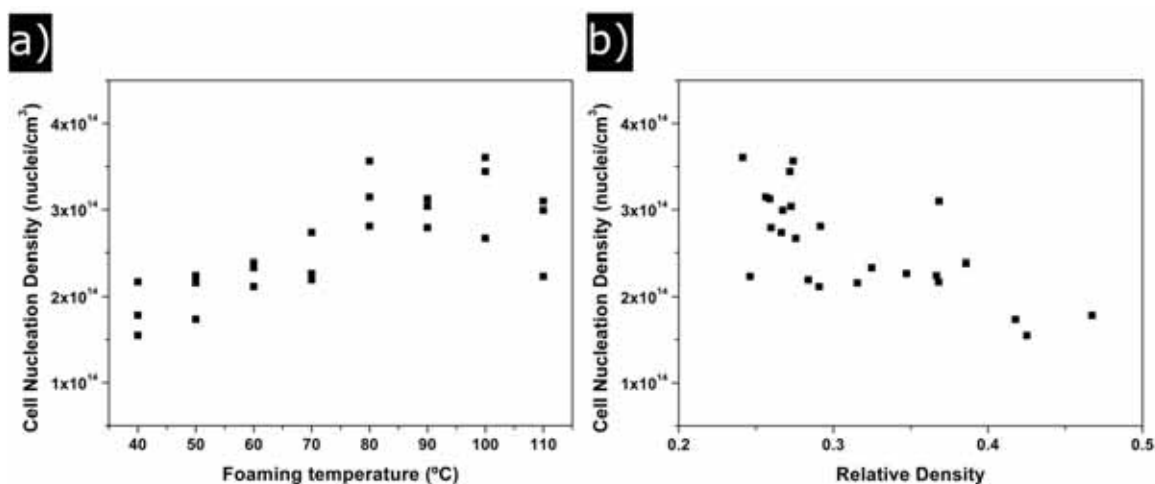 a)
Cell Nucleation Density (nuclei/cm³)
4x10¹⁴
3x10¹⁴
2x10¹⁴
1x10¹⁴
40 50 60 70 80 90 100 110
Foaming temperature (ºC)
b)
Cell Nucleation Density (nuclei/cm³)
4x10¹⁴
3x10¹⁴
2x10¹⁴
1x10¹⁴
0.2 0.3 0.4 0.5
Relative Density